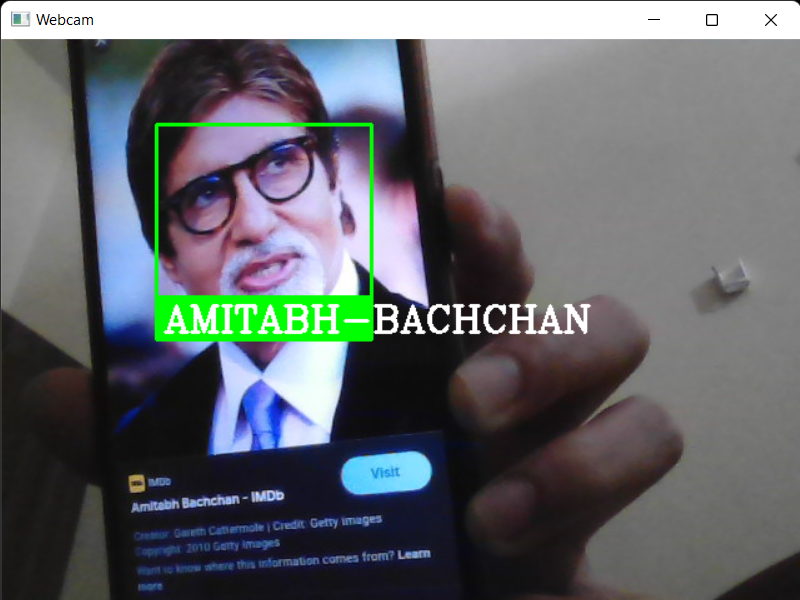 Webcam
AMITABH-BACHCHAN
IMDb
Visit
Amitabh Bachchan - IMDb
Creator: Gareth Cattermole | Credit: Getty Images
Copyright: 2010 Getty Images
Want to know where this information comes from? Learn
more